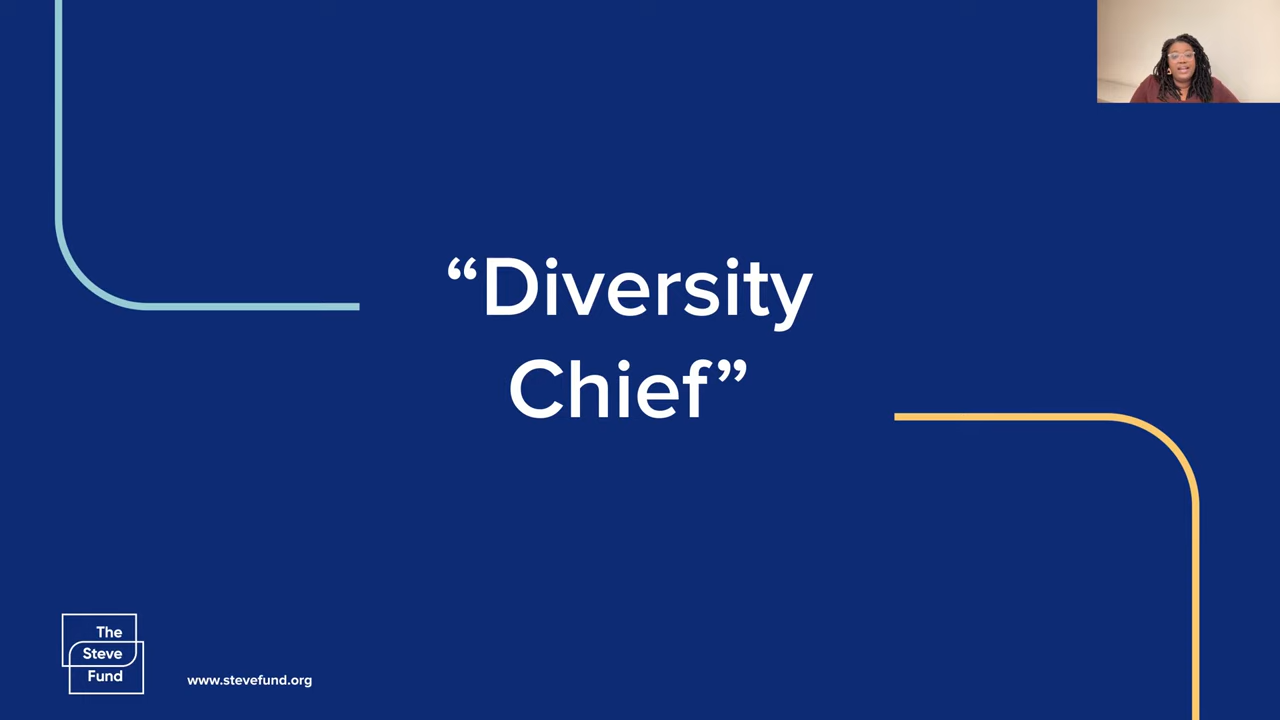 “Diversity
Chief”
The
Steve
Fund
www.stevefund.org